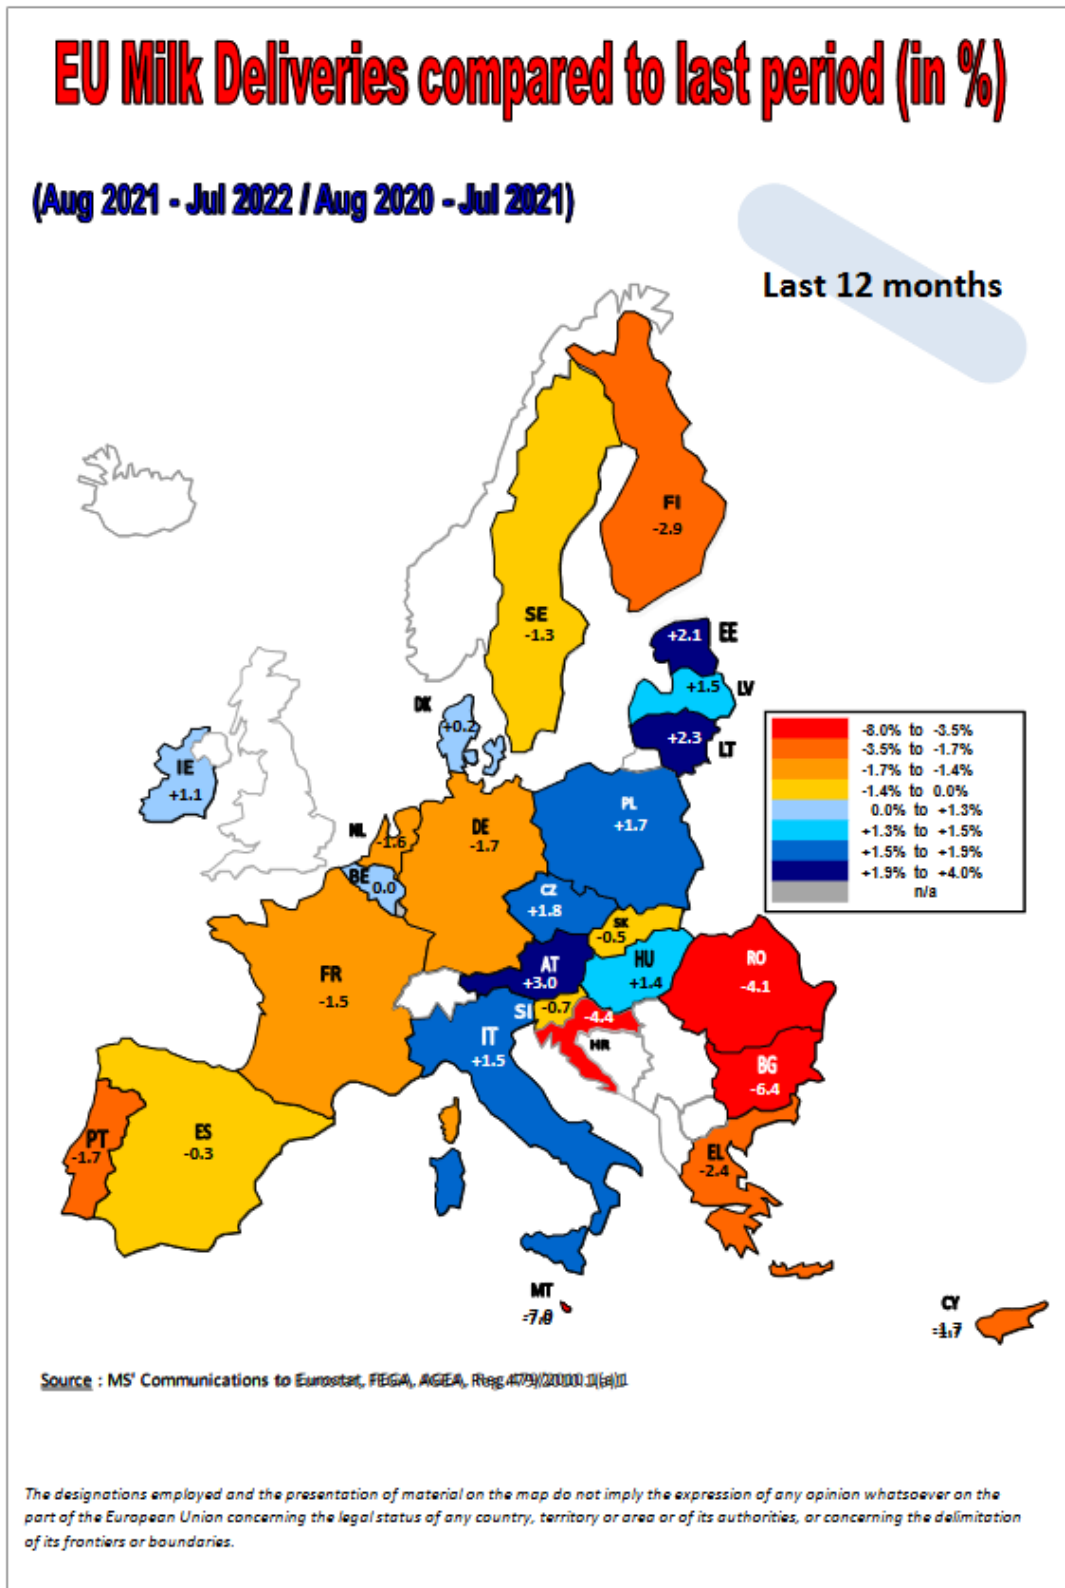 EU Milk Deliveries compared to last period (in %)
(Aug 2021 - Jul 2022 / Aug 2020 - Jul 2021)
Last 12 months
FI
-2.9
SE
-1.3
+2.1 EE
+1.5 LV
+2.3 LT
DK
+0.2
IE
+1.1
-8.0% to -3.5%
-3.5% to -1.7%
-1.7% to -1.4%
-1.4% to 0.0%
0.0% to +1.3%
+1.3% to +1.5%
+1.5% to +1.9%
+1.9% to +4.0%
n/a
NL
-1.6
DE
-1.7
PL
+1.7
BE
0.0
CZ
+1.8
SK
-0.5
FR
-1.5
AT
+3.0
HU
+1.4
RO
-4.1
SI
-0.7
-4.4
HR
IT
+1.5
BG
-6.4
PT
-1.7
ES
-0.3
EL
-2.4
MT
CY
-1.7
Source : MS' Communications to Eurostat, FEGA, AGEA, Reg.
The designations employed and the presentation of material on the map do not imply the expression of any opinion whatsoever on the
part of the European Union concerning the legal status of any country, territory or area or of its authorities, or concerning the delimitation
of its frontiers or boundaries.